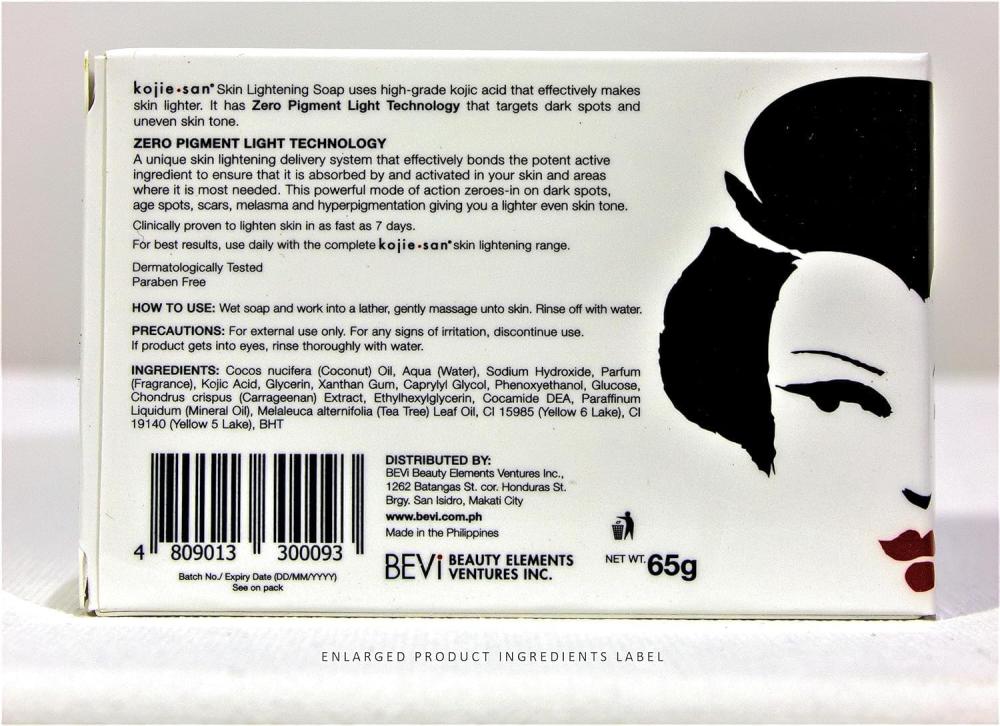 kojie•san® Skin Lightening Soap uses high-grade kojic acid that effectively makes
skin lighter. It has Zero Pigment Light Technology that targets dark spots and
uneven skin tone.
ZERO PIGMENT LIGHT TECHNOLOGY
A unique skin lightening delivery system that effectively bonds the potent active
ingredient to ensure that it is absorbed by and activated in your skin and areas
where it is most needed. This powerful mode of action zeroes-in on dark spots,
age spots, scars, melasma and hyperpigmentation giving you a lighter even skin tone.
Clinically proven to lighten skin in as fast as 7 days.
For best results, use daily with the complete kojie•san® skin lightening range.
Dermatologically Tested
Paraben Free
HOW TO USE: Wet soap and work into a lather, gently massage unto skin. Rinse off with water.
PRECAUTIONS: For external use only. For any signs of irritation, discontinue use.
If product gets into eyes, rinse thoroughly with water.
INGREDIENTS: Cocos nucifera (Coconut) Oil, Aqua (Water), Sodium Hydroxide, Parfum
(Fragrance), Kojic Acid, Glycerin, Xanthan Gum, Caprylyl Glycol, Phenoxyethanol, Glucose,
Chondrus crispus (Carrageenan) Extract, Ethylhexylglycerin, Cocamide DEA, Paraffinum
Liquidum (Mineral Oil), Melaleuca alternifolia (Tea Tree) Leaf Oil, CI 15985 (Yellow 6 Lake), CI
19140 (Yellow 5 Lake), BHT
4 809013 300093
Batch No./ Expiry Date (DD/MM/YYYY)
See on pack
DISTRIBUTED BY:
BEVi Beauty Elements Ventures Inc.,
1262 Batangas St. cor. Honduras St.
Brgy. San Isidro, Makati City
www.bevi.com.ph
Made in the Philippines
BEVi BEAUTY ELEMENTS
VENTURES INC.
NET WT. 65g
ENLARGED PRODUCT INGREDIENTS LABEL